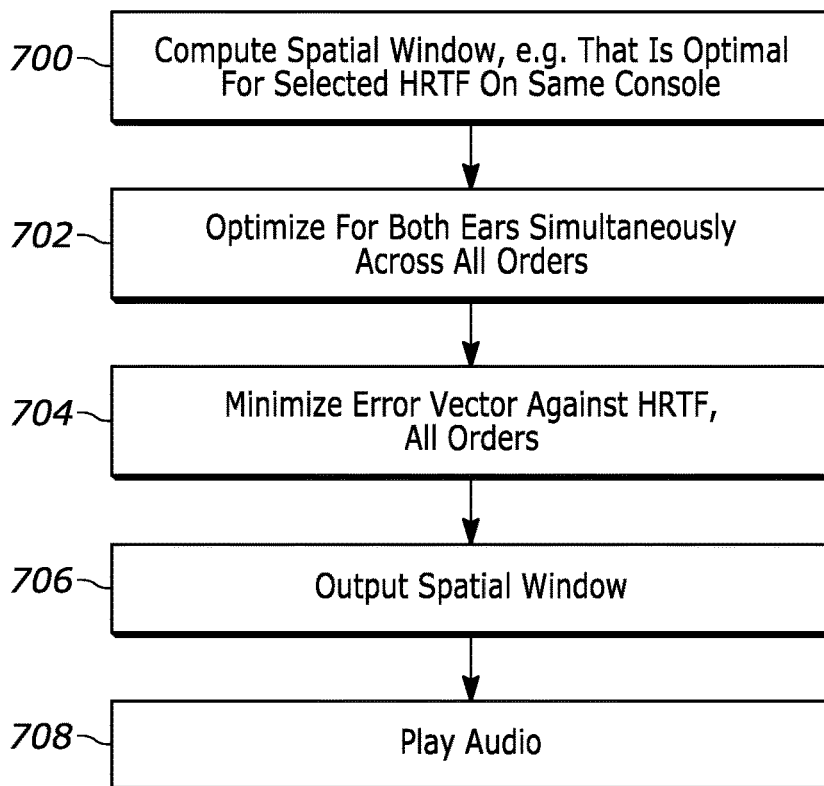 700
Compute Spatial Window, e.g. That Is Optimal
For Selected HRTF On Same Console
702
Optimize For Both Ears Simultaneously
Across All Orders
704
Minimize Error Vector Against HRTF,
All Orders
706
Output Spatial Window
708
Play Audio